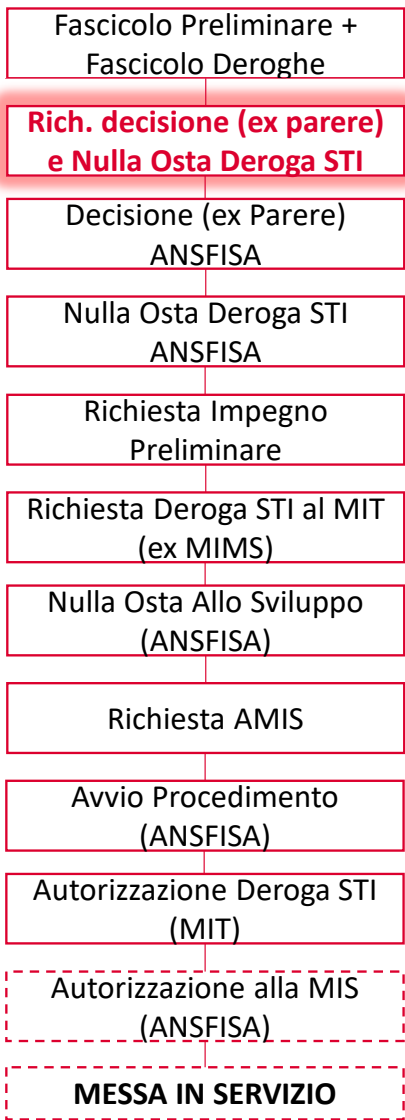 Fascicolo Preliminare +
Fascicolo Deroghe
Rich. decisione (ex parere)
e Nulla Osta Deroga STI
Decisione (ex Parere)
ANSFISA
Nulla Osta Deroga STI
ANSFISA
Richiesta Impegno
Preliminare
Richiesta Deroga STI al MIT
(ex MIMS)
Nulla Osta Allo Sviluppo
(ANSFISA)
Richiesta AMIS
Avvio Procedimento
(ANSFISA)
Autorizzazione Deroga STI
(MIT)
Autorizzazione alla MIS
(ANSFISA)
MESSA IN SERVIZIO